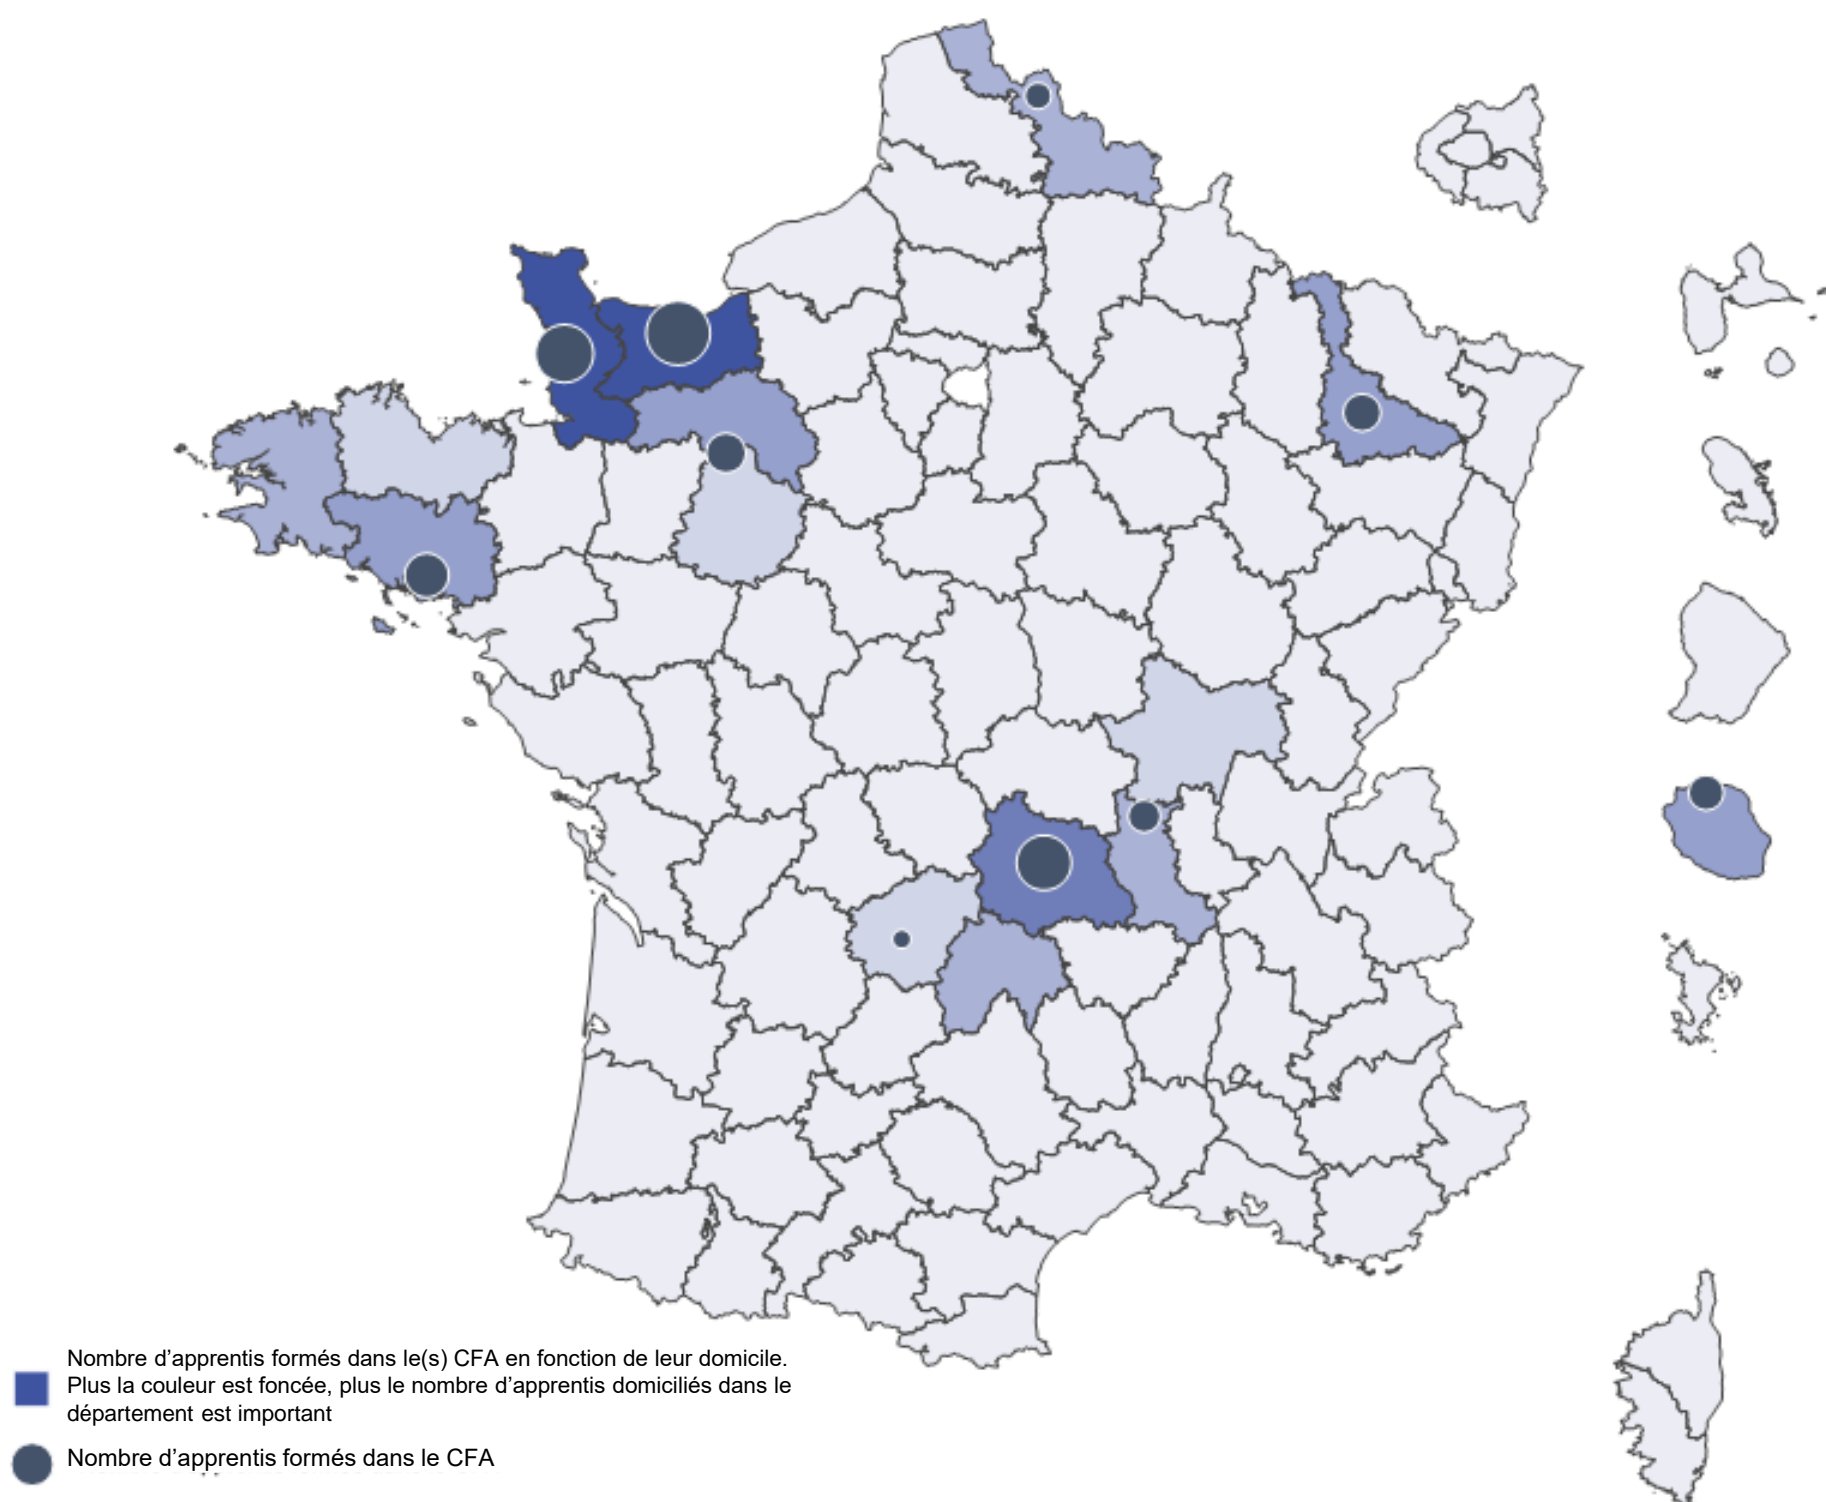 Nombre d'apprentis formés dans le(s) CFA en fonction de leur domicile.
Plus la couleur est foncée, plus le nombre d'apprentis domiciliés dans le
département est important
Nombre d'apprentis formés dans le CFA